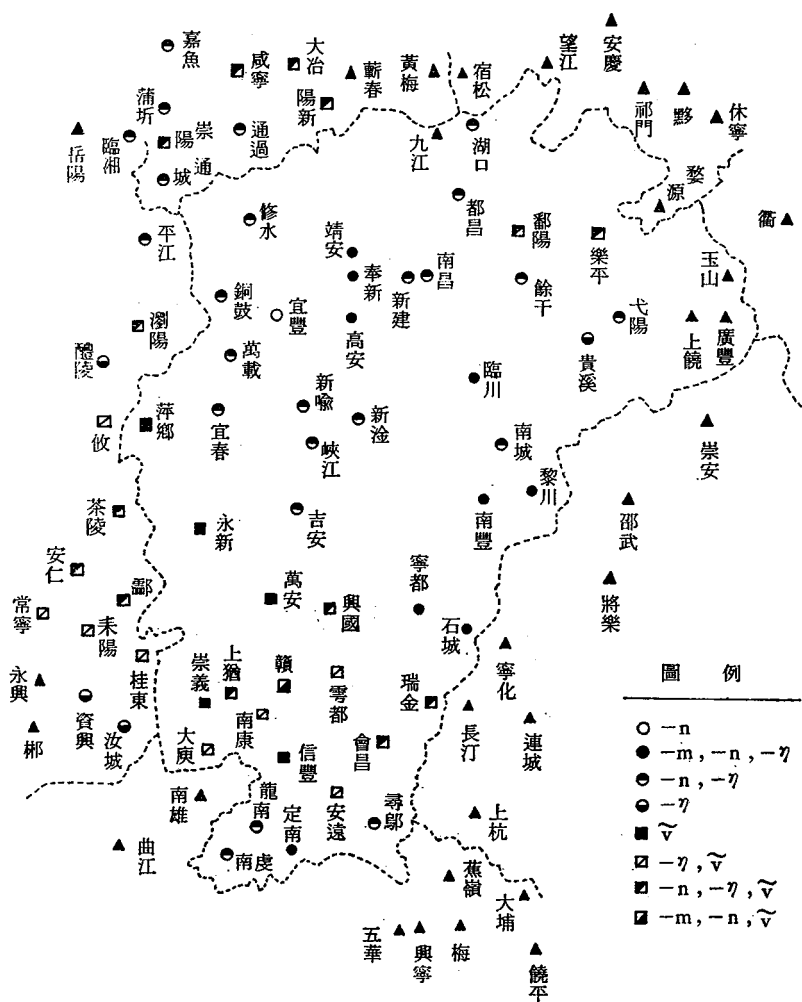 嘉魚
咸寧
大冶
蘄春
黃梅
宿松
望江
安慶
蒲圻
陽新
祁門
黟
休寧
岳陽
臨湘
崇陽
通過
九江
湖口
通城
婺源
衢
平江
修水
都昌
鄱陽
樂平
靖安
奉新
新建
南昌
餘干
玉山
銅鼓
宜豐
高安
弋陽
上饒
廣豐
瀏陽
醴陵
萬載
貴溪
臨川
攸
萍鄉
宜春
新喻
新淦
峽江
南城
崇安
茶陵
永新
吉安
南豐
黎川
邵武
安仁
酃
萬安
興國
寧都
將樂
常寧
耒陽
石城
寧化
桂東
崇義
上猶
贛
雩都
瑞金
永興
資興
長汀
連城
郴
汝城
大庾
南康
信豐
會昌
南雄
龍南
定南
安遠
尋鄔
上杭
曲江
南虔
蕉嶺
大埔
五華
興寧
梅
饒平
圖 例
-n
-m, -n, -η
-n, -η
-η
ṽ
-η, ṽ
-n, -η, ṽ
-m, -n, ṽ